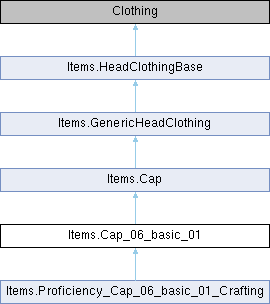 Clothing
Items.HeadClothingBase
Items.GenericHeadClothing
Items.Cap
Items.Cap_06_basic_01
Items.Proficiency_Cap_06_basic_01_Crafting